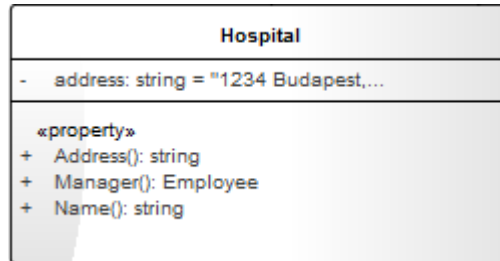 Hospital
- address: string = "1234 Budapest,...
«property»
+ Address(): string
+ Manager(): Employee
+ Name(): string